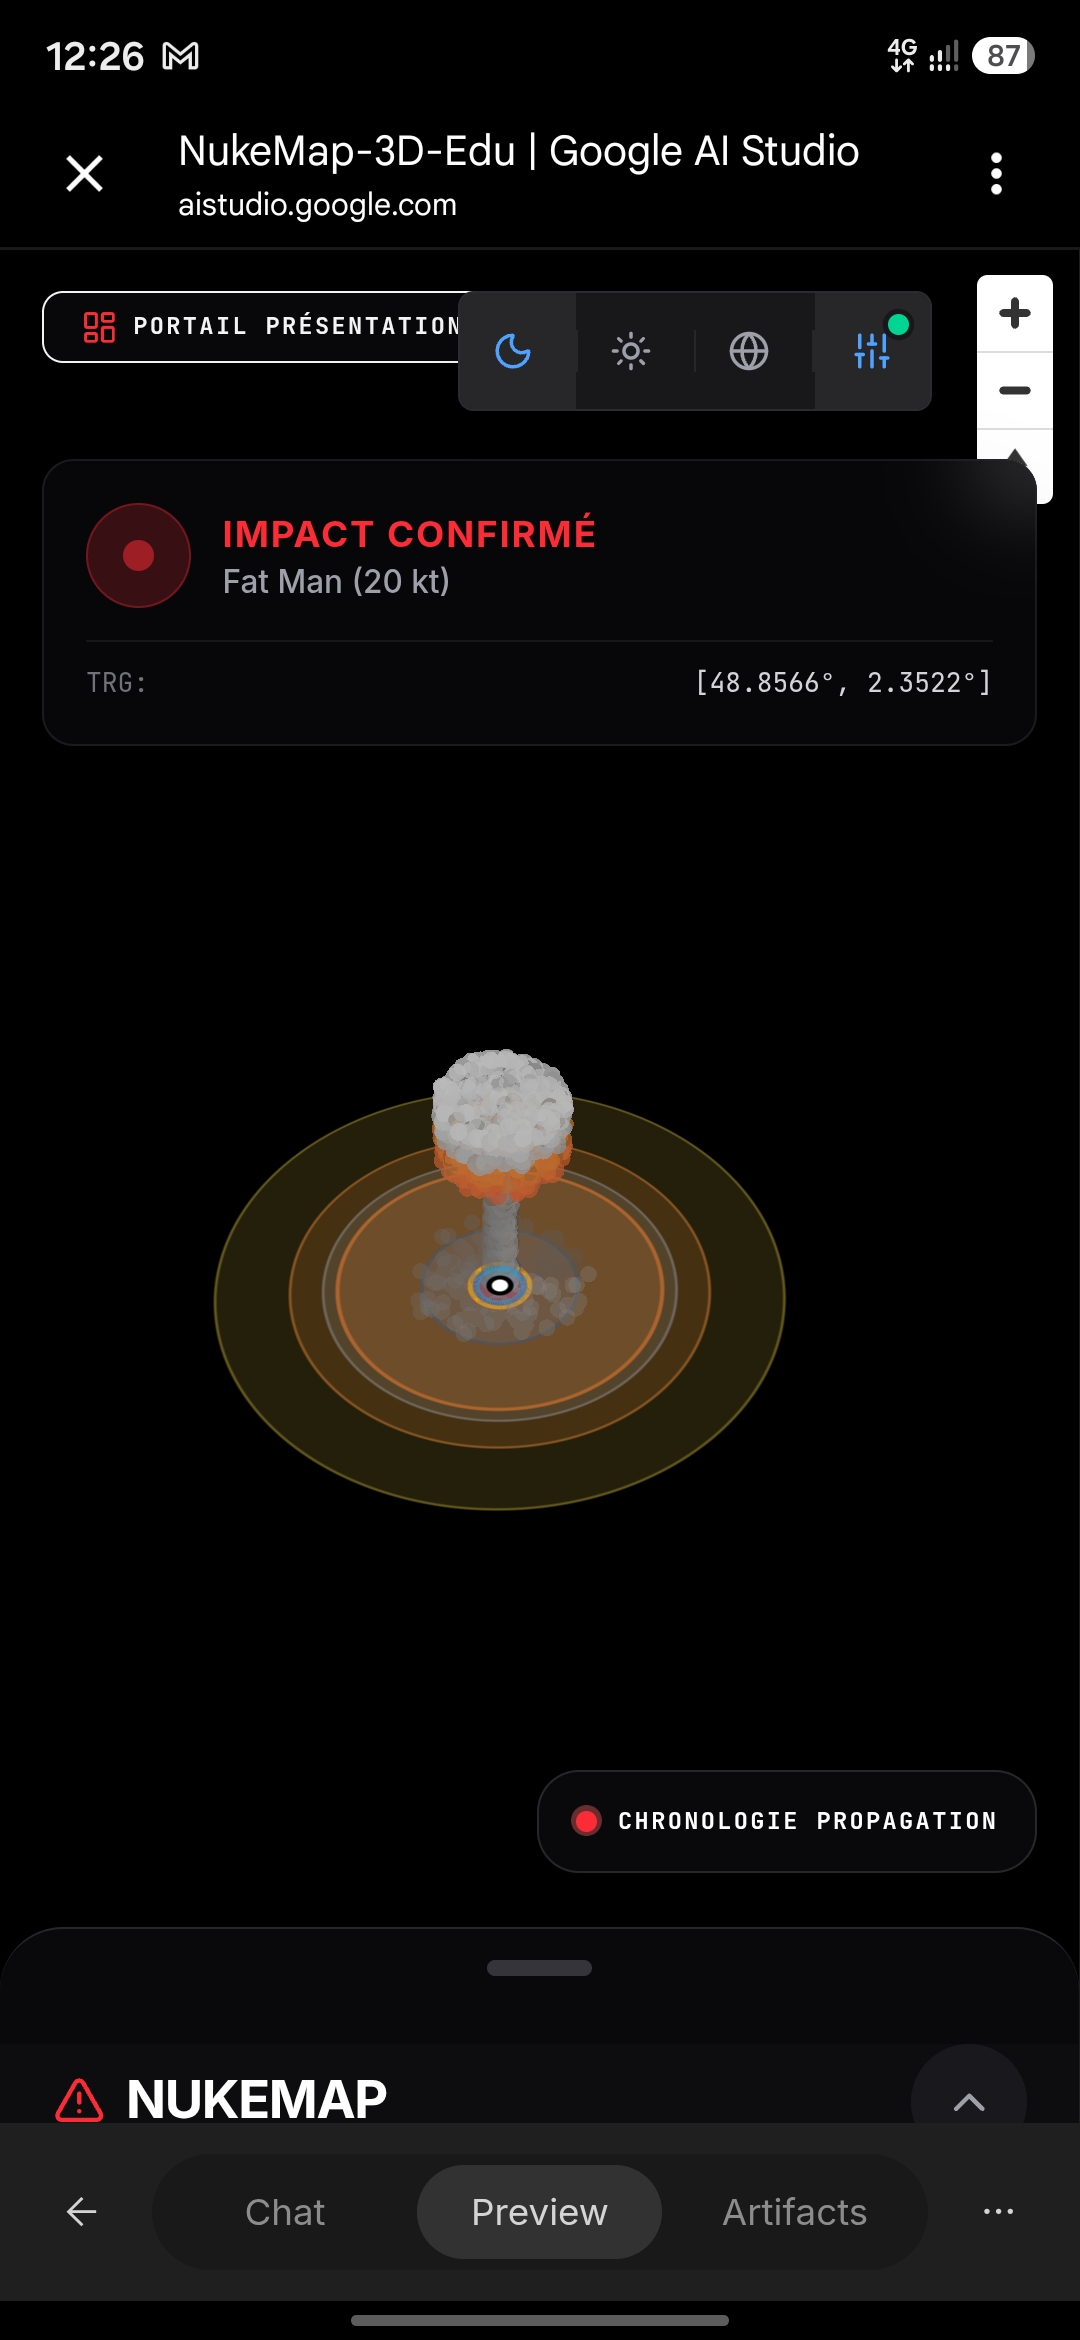 12:26
4G
87
NukeMap-3D-Edu | Google AI Studio
aistudio.google.com
PORTAIL PRÉSENTATION
IMPACT CONFIRMÉ
Fat Man (20 kt)
TRG:
[48.8566°, 2.3522°]
CHRONOLOGIE PROPAGATION
NUKEMAP
Chat
Preview
Artifacts